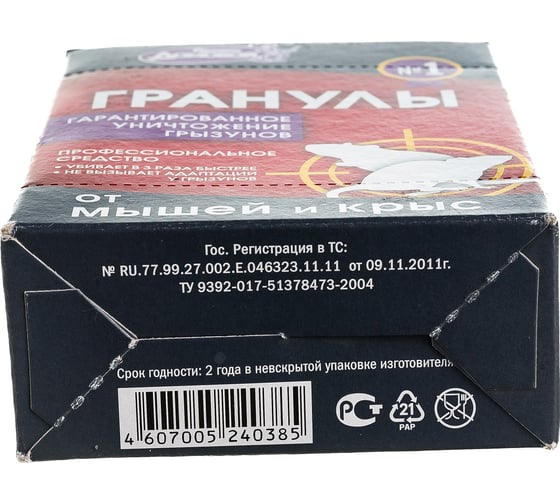 №1
ГРАНУЛЫ
ГАРАНТИРОВАННОЕ
УНИЧТОЖЕНИЕ
ГРЫЗУНОВ
ПРОФЕССИОНАЛЬНОЕ
СРЕДСТВО
• УБИВАЕТ В 3 РАЗА БЫСТРЕЕ
• НЕ ВЫЗЫВАЕТ АДАПТАЦИИ
У ГРЫЗУНОВ
ОТ
МЫШЕЙ И КРЫС
Гос. Регистрация в ТС:
№ RU.77.99.27.002.Е.046323.11.11 от 09.11.2011г.
ТУ 9392-017-51378473-2004
Срок годности: 2 года в невскрытой упаковке изготовителя
4 607005 240385
РСТ
21
PAP